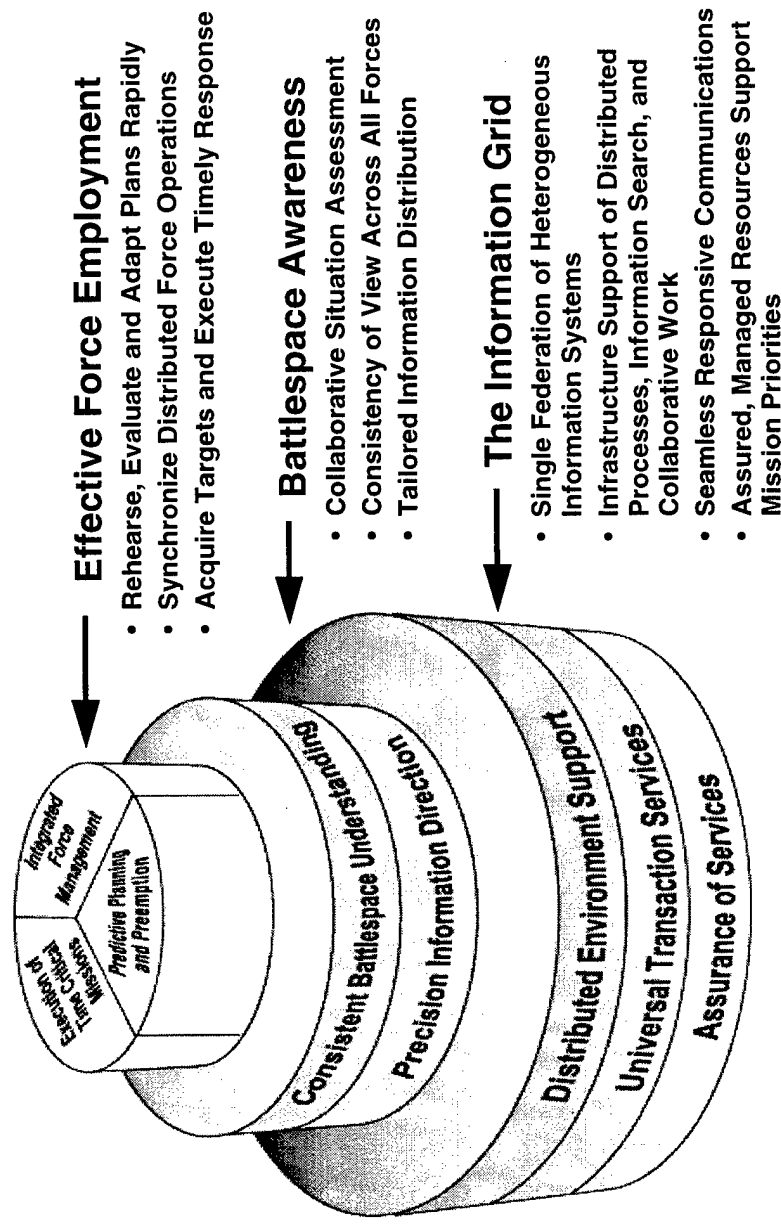 Execution of
Time Critical
Missions
Integrated
Force
Management
Predictive Planning
and Preemption
Consistent Battlespace Understanding
Precision Information Direction
Distributed Environment Support
Universal Transaction Services
Assurance of Services
Effective Force Employment
• Rehearse, Evaluate and Adapt Plans Rapidly
• Synchronize Distributed Force Operations
• Acquire Targets and Execute Timely Response
Battlespace Awareness
• Collaborative Situation Assessment
• Consistency of View Across All Forces
• Tailored Information Distribution
The Information Grid
• Single Federation of Heterogeneous
Information Systems
• Infrastructure Support of Distributed
Processes, Information Search, and
Collaborative Work
• Seamless Responsive Communications
• Assured, Managed Resources Support
Mission Priorities